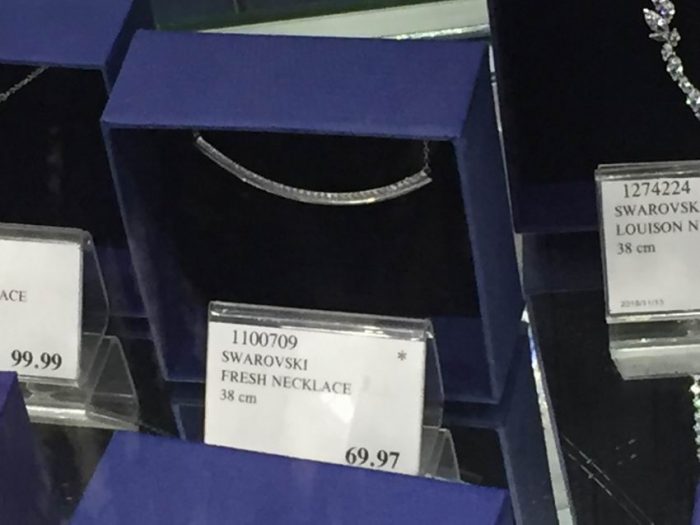 ACE
99.99
1100709
SWAROVSKI *
FRESH NECKLACE
38 cm
69.97
1274224
SWAROVSK
LOUISON N
38 cm